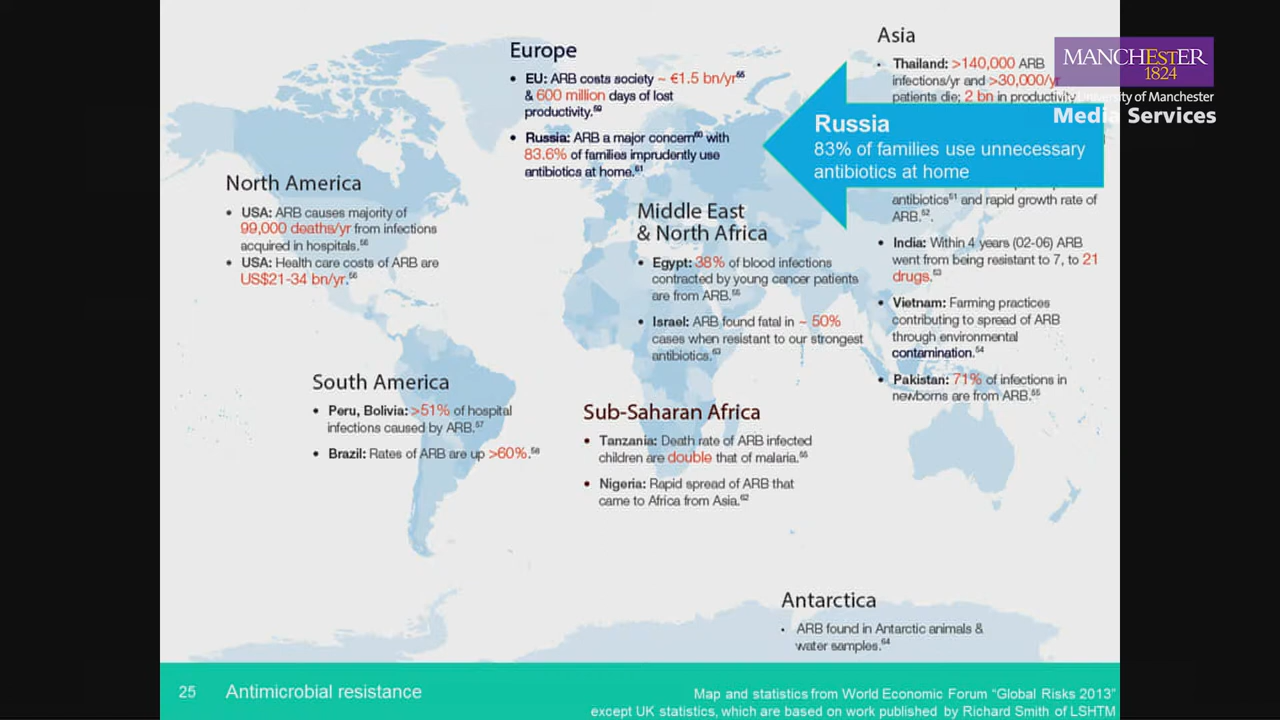 Europe
• EU: ARB costs society ~ €1.5 bn/yr
& 600 million days of lost
productivity.
• Russia: ARB a major concern with
83.6% of families imprudently use
antibiotics at home.61
Asia
• Thailand: >140,000 ARB
infections/yr and >30,000/yr
patients die; 2 bn in productivity
Russia
83% of families use unnecessary
antibiotics at home
antibiotics51 and rapid growth rate of
ARB.52.
• India: Within 4 years (02-06) ARB
went from being resistant to 7, to 21
drugs.53
• Vietnam: Farming practices
contributing to spread of ARB
through environmental
contamination.54
• Pakistan: 71% of infections in
newborns are from ARB.55
MANCHESTER
1824
University of Manchester
Media Services
North America
• USA: ARB causes majority of
99,000 deaths/yr from infections
acquired in hospitals.
• USA: Health care costs of ARB are
US$21-34 bn/yr.
Middle East
& North Africa
• Egypt: 38% of blood infections
contracted by young cancer patients
are from ARB.
• Israel: ARB found fatal in ~ 50%
cases when resistant to our strongest
antibiotics.63
South America
• Peru, Bolivia: >51% of hospital
infections caused by ARB.57
• Brazil: Rates of ARB are up >60%.
Sub-Saharan Africa
• Tanzania: Death rate of ARB infected
children are double that of malaria.
• Nigeria: Rapid spread of ARB that
came to Africa from Asia.62
Antarctica
• ARB found in Antarctic animals &
water samples.64
25 Antimicrobial resistance
Map and statistics from World Economic Forum “Global Risks 2013”
except UK statistics, which are based on work published by Richard Smith of LSHTM